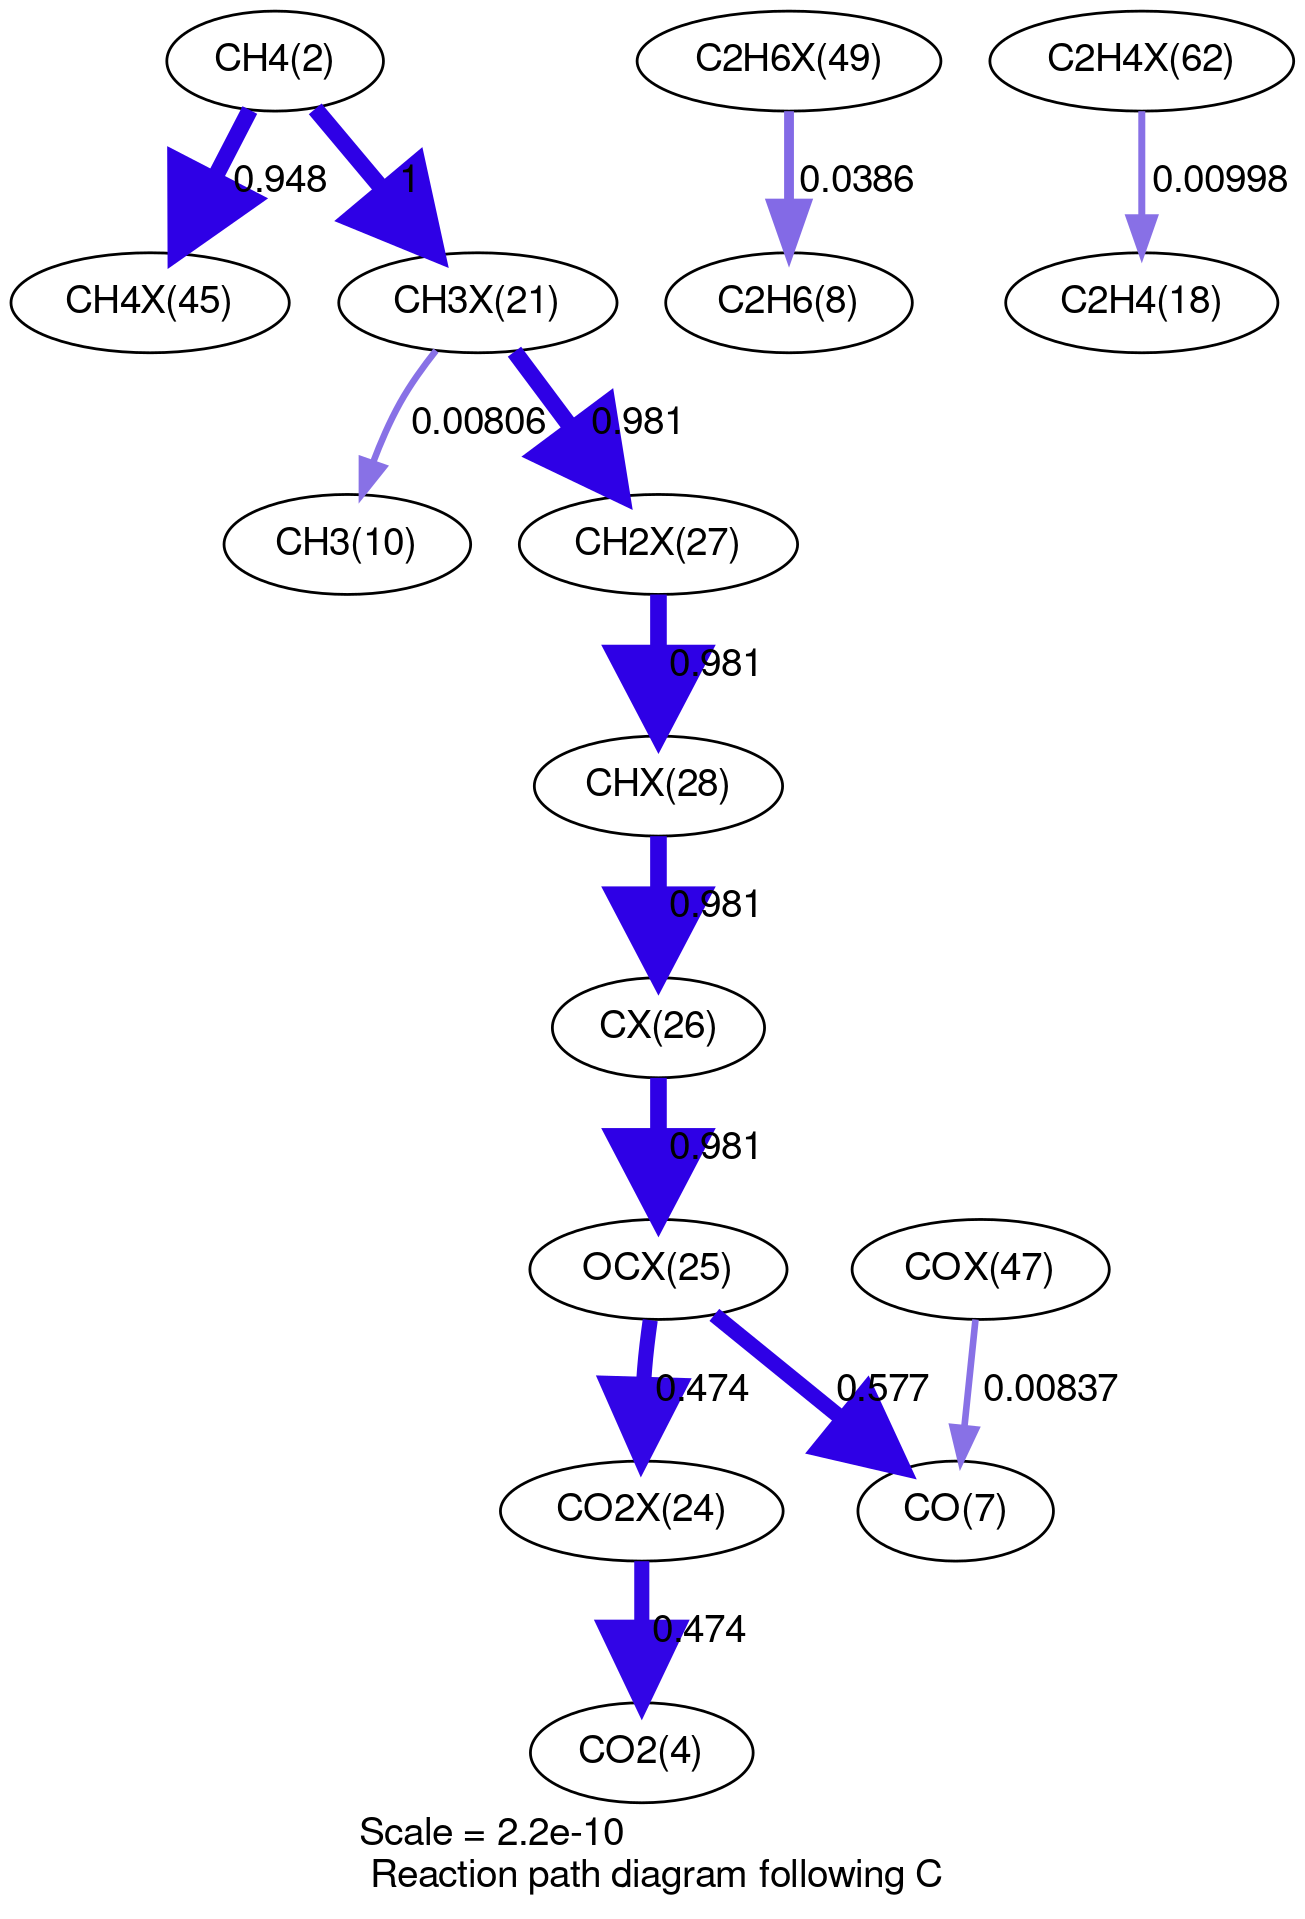 CH4(2)
C2H6X(49)
C2H4X(62)
0.948
1
0.0386
0.00998
CH4X(45)
CH3X(21)
C2H6(8)
C2H4(18)
0.00806
0.981
CH3(10)
CH2X(27)
0.981
CHX(28)
0.981
CX(26)
0.981
OCX(25)
COX(47)
0.474
0.577
0.00837
CO2X(24)
CO(7)
0.474
CO2(4)
Scale = 2.2e-10
Reaction path diagram following C